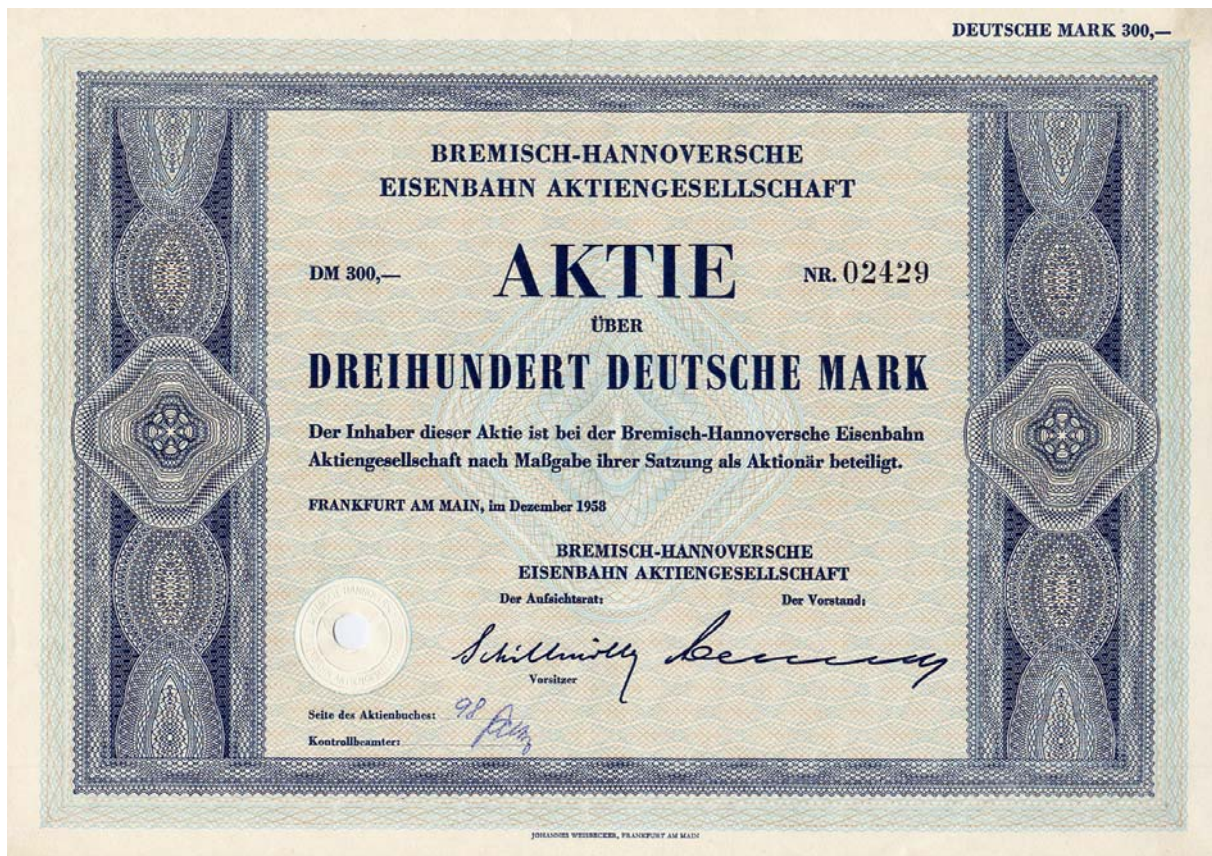 DEUTSCHE MARK 300,—
BREMISCH-HANNOVERSCHE
EISENBAHN AKTIENGESELLSCHAFT
DM 300,— AKTIE NR. 02429
ÜBER
DREIHUNDERT DEUTSCHE MARK
Der Inhaber dieser Aktie ist bei der Bremisch-Hannoversche Eisenbahn
Aktiengesellschaft nach Maßgabe ihrer Satzung als Aktionär beteiligt.
FRANKFURT AM MAIN, im Dezember 1958
BREMISCH-HANNOVERSCHE
EISENBAHN AKTIENGESELLSCHAFT
Der Aufsichtsrat: Der Vorstand:
Vorsitzer
Seite des Aktienbuches: 98
Kontrollbeamter:
JOHANNES WEISBECKER, FRANKFURT AM MAIN